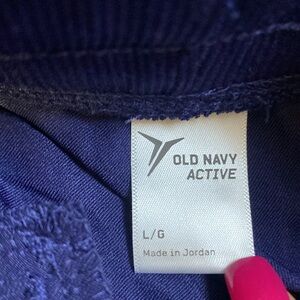 OLD NAVY
ACTIVE
L/G
Made in Jordan